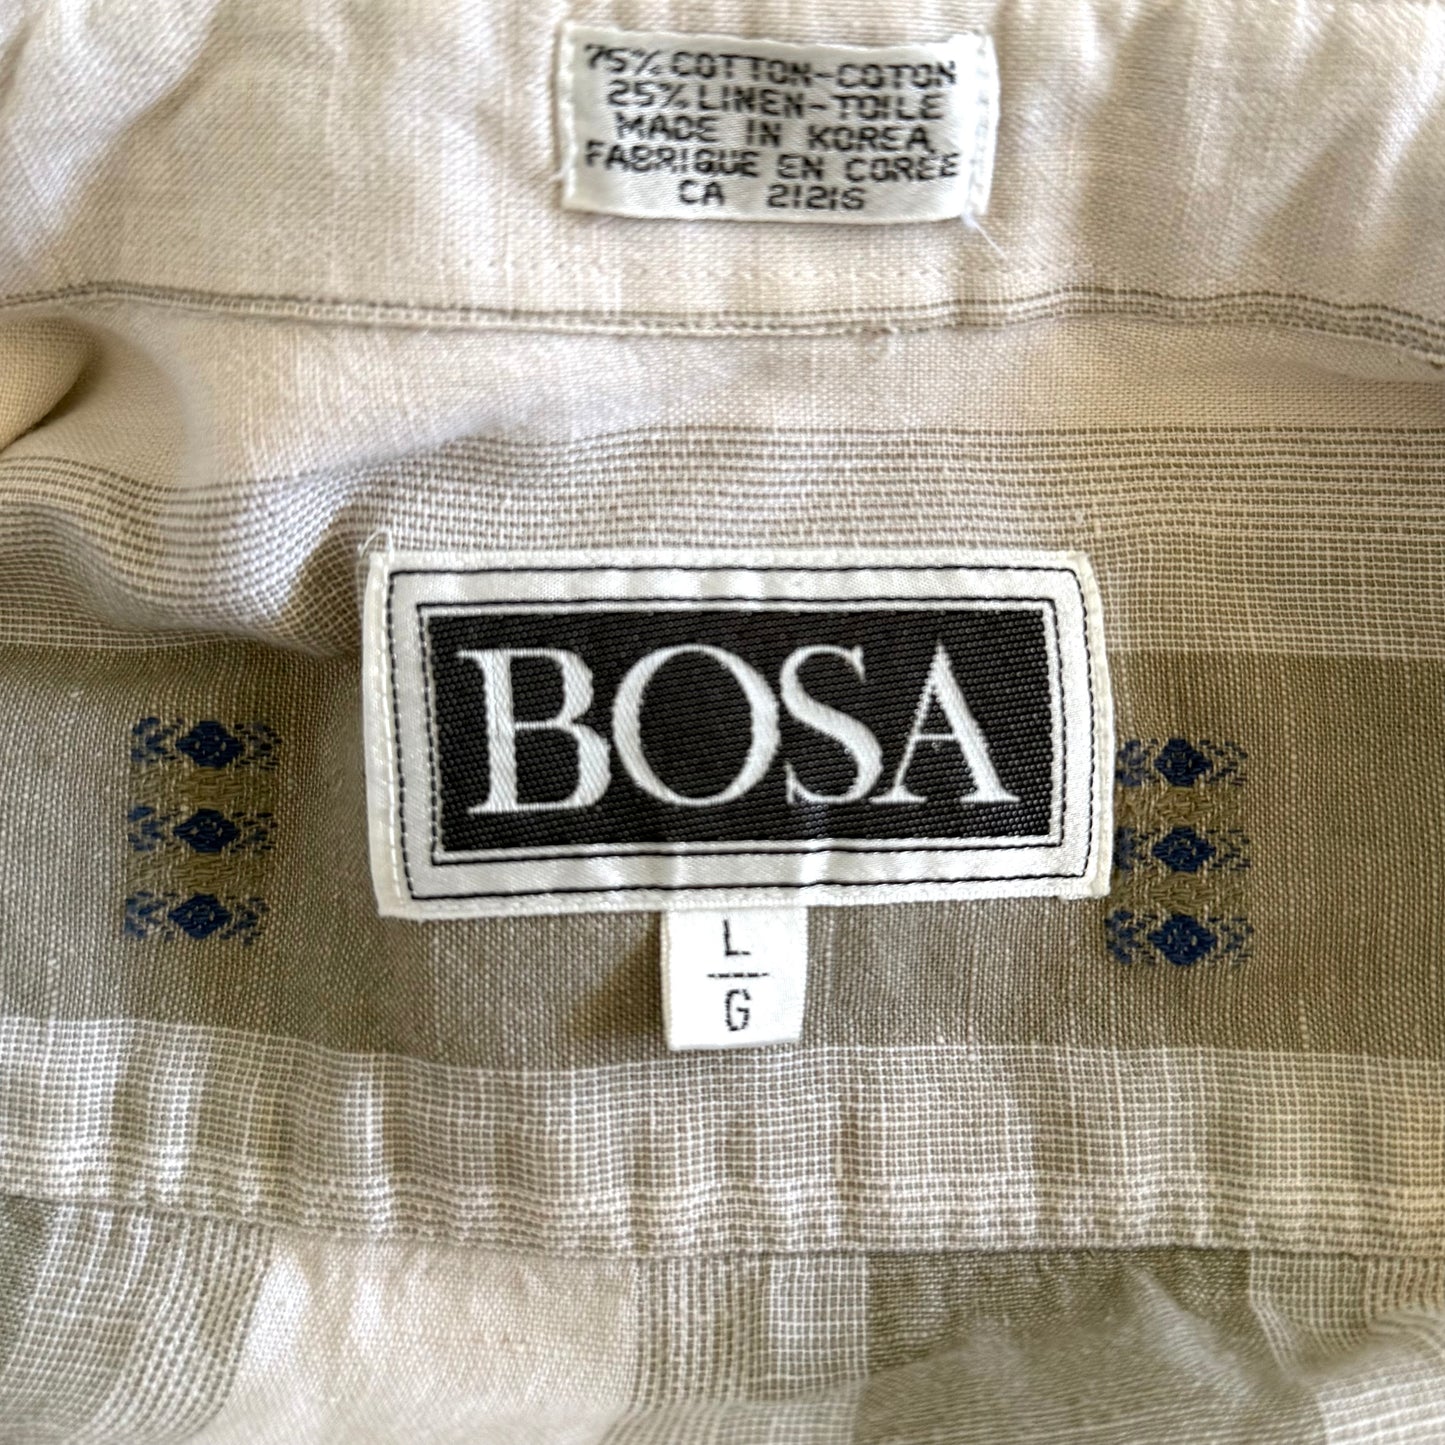 75% COTTON-COTON
25% LINEN-TOILE
MADE IN KOREA
FABRIQUE EN COREE
CA 21216
BOSA
L
G